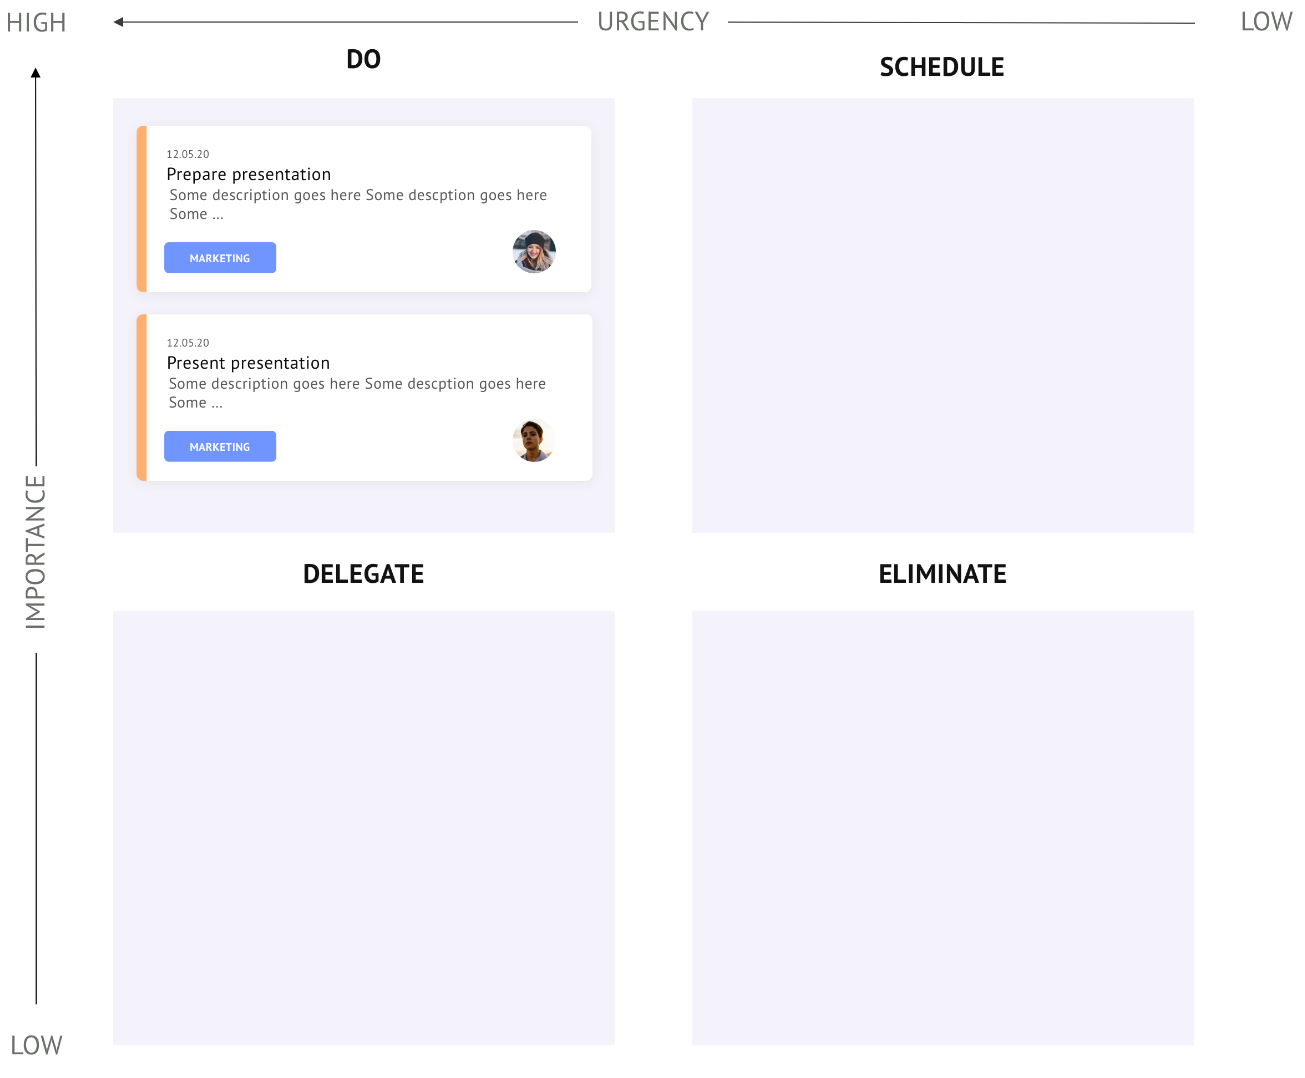 HIGH
URGENCY
LOW
DO
SCHEDULE
12.05.20
Prepare presentation
Some description goes here Some descption goes here
Some ...
MARKETING
12.05.20
Present presentation
Some description goes here Some descption goes here
Some ...
MARKETING
IMPORTANCE
DELEGATE
ELIMINATE
LOW